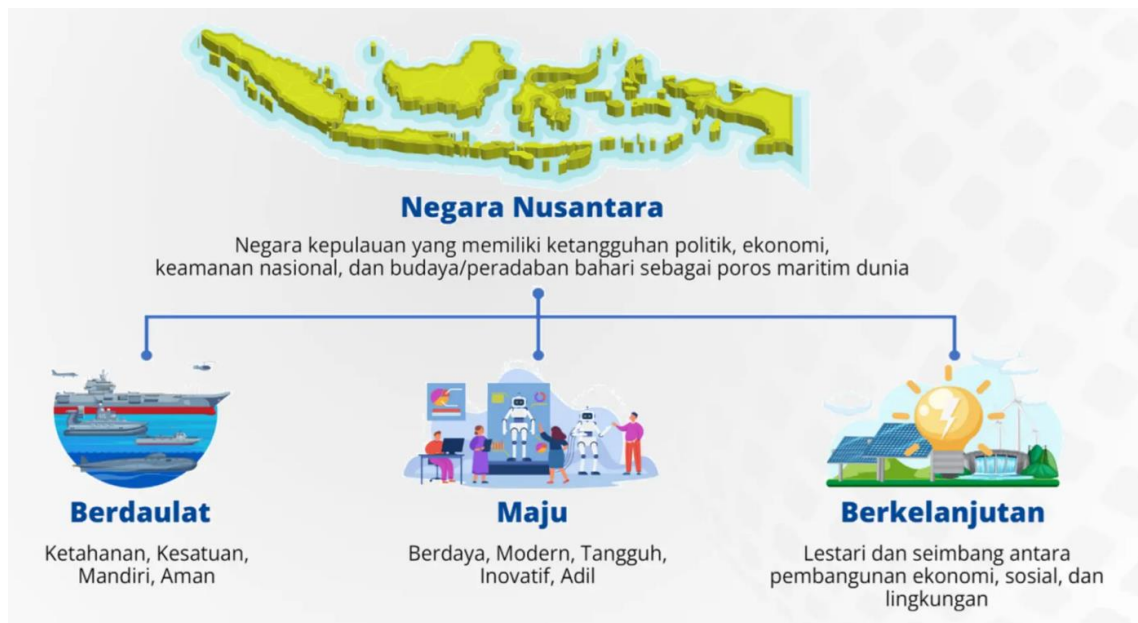 Negara Nusantara
Negara kepulauan yang memiliki ketangguhan politik, ekonomi,
keamanan nasional, dan budaya/peradaban bahari sebagai poros maritim dunia
Berdaulat
Ketahanan, Kesatuan,
Mandiri, Aman
Maju
Berdaya, Modern, Tangguh,
Inovatif, Adil
Berkelanjutan
Lestari dan seimbang antara
pembangunan ekonomi, sosial, dan
lingkungan